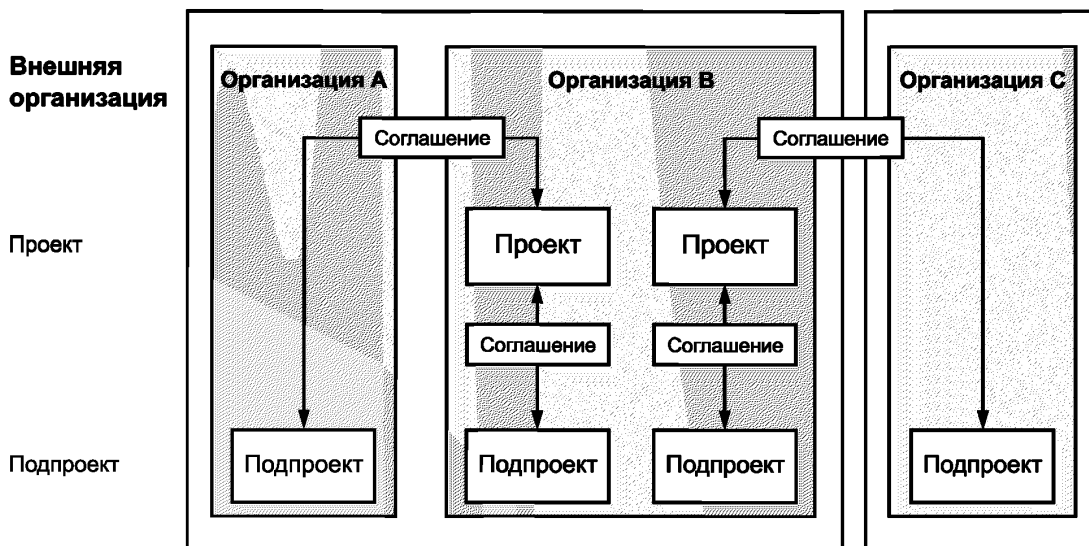 Внешняя
организация
Организация А
Организация В
Организация С
Соглашение
Соглашение
Проект
Проект
Проект
Соглашение
Соглашение
Подпроект
Подпроект
Подпроект
Подпроект
Подпроект